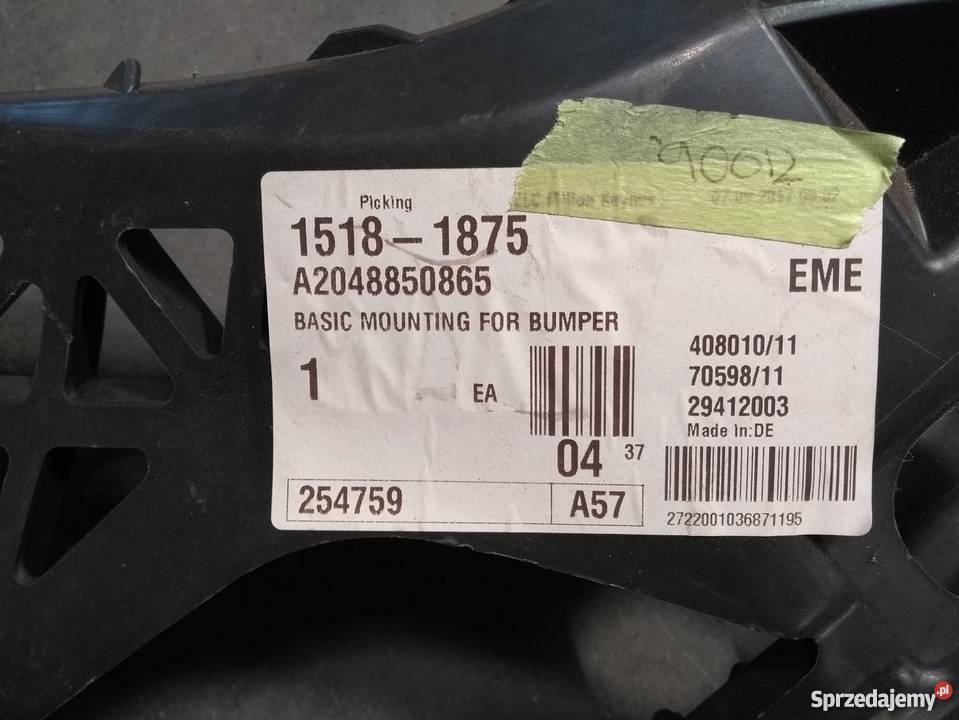 90012
Picking
1518-1875
A2048850865
EME
BASIC MOUNTING FOR BUMPER
1
EA
04 37
408010/11
70598/11
29412003
Made In:DE
254759 A57
2722001036871195
Sprzedajemy.pl